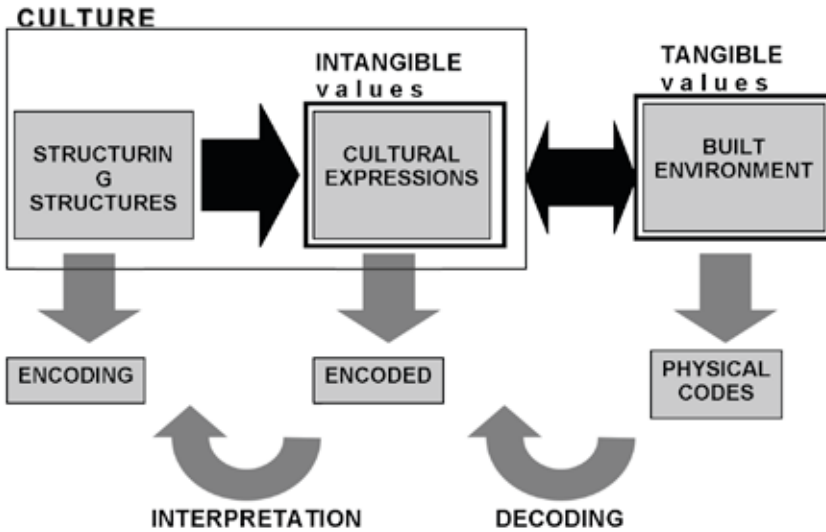 CULTURE
INTANGIBLE
values
TANGIBLE
values
STRUCTURIN
G
STRUCTURES
CULTURAL
EXPRESSIONS
BUILT
ENVIRONMENT
ENCODING
ENCODED
PHYSICAL
CODES
INTERPRETATION
DECODING